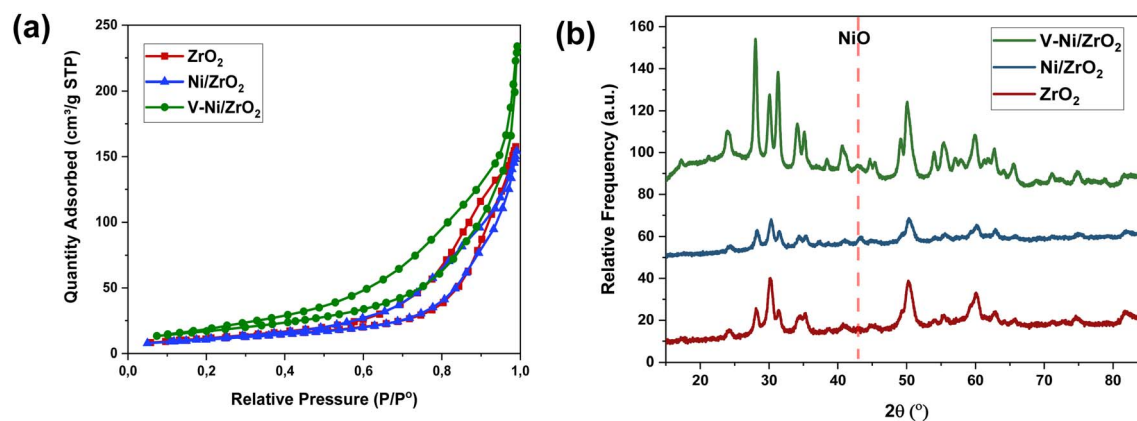 (a)
250
200
150
100
50
0
Quantity Adsorbed (cm³/g STP)
ZrO₂
Ni/ZrO₂
V-Ni/ZrO₂
0,0 0,2 0,4 0,6 0,8 1,0
Relative Pressure (P/Pº)
(b)
160
140
120
100
80
60
40
20
0
Relative Frequency (a.u.)
NiO
V-Ni/ZrO₂
Ni/ZrO₂
ZrO₂
20 30 40 50 60 70 80
2θ (º)